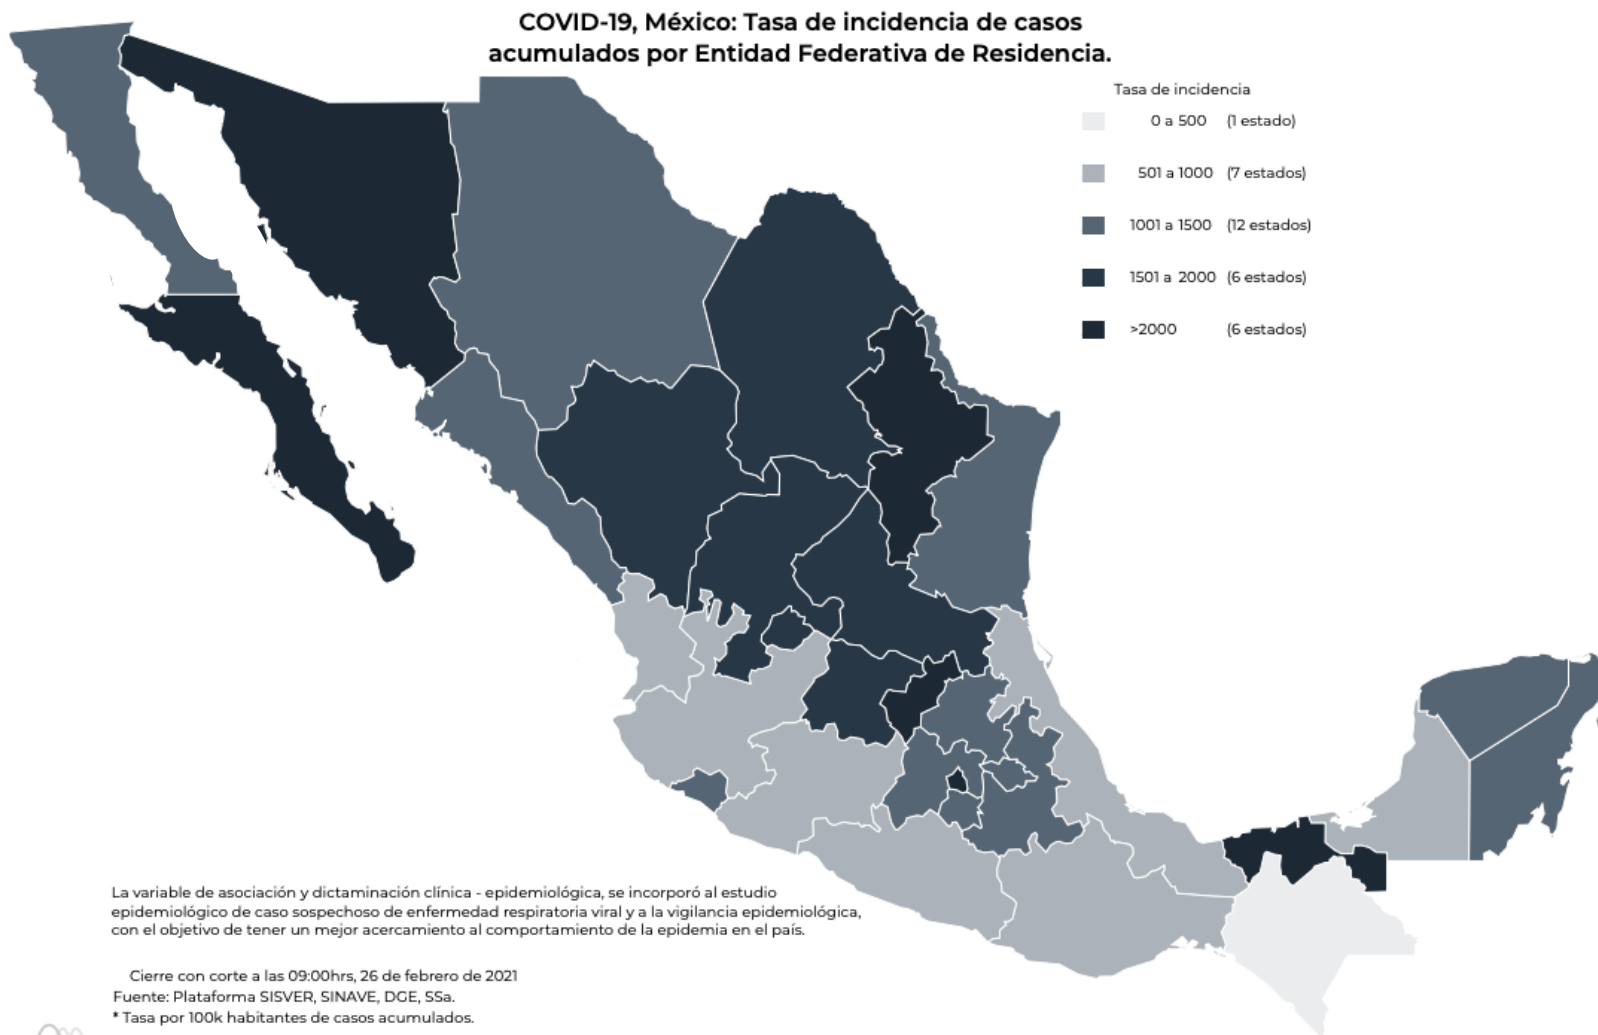 COVID-19, México: Tasa de incidencia de casos
acumulados por Entidad Federativa de Residencia.
Tasa de incidencia
0 a 500 (1 estado)
501 a 1000 (7 estados)
1001 a 1500 (12 estados)
1501 a 2000 (6 estados)
>2000 (6 estados)
La variable de asociación y dictaminación clínica - epidemiológica, se incorporó al estudio
epidemiológico de caso sospechoso de enfermedad respiratoria viral y a la vigilancia epidemiológica,
con el objetivo de tener un mejor acercamiento al comportamiento de la epidemia en el país.
Cierre con corte a las 09:00hrs, 26 de febrero de 2021
Fuente: Plataforma SISVER, SINAVE, DGE, SSa.
* Tasa por 100k habitantes de casos acumulados.